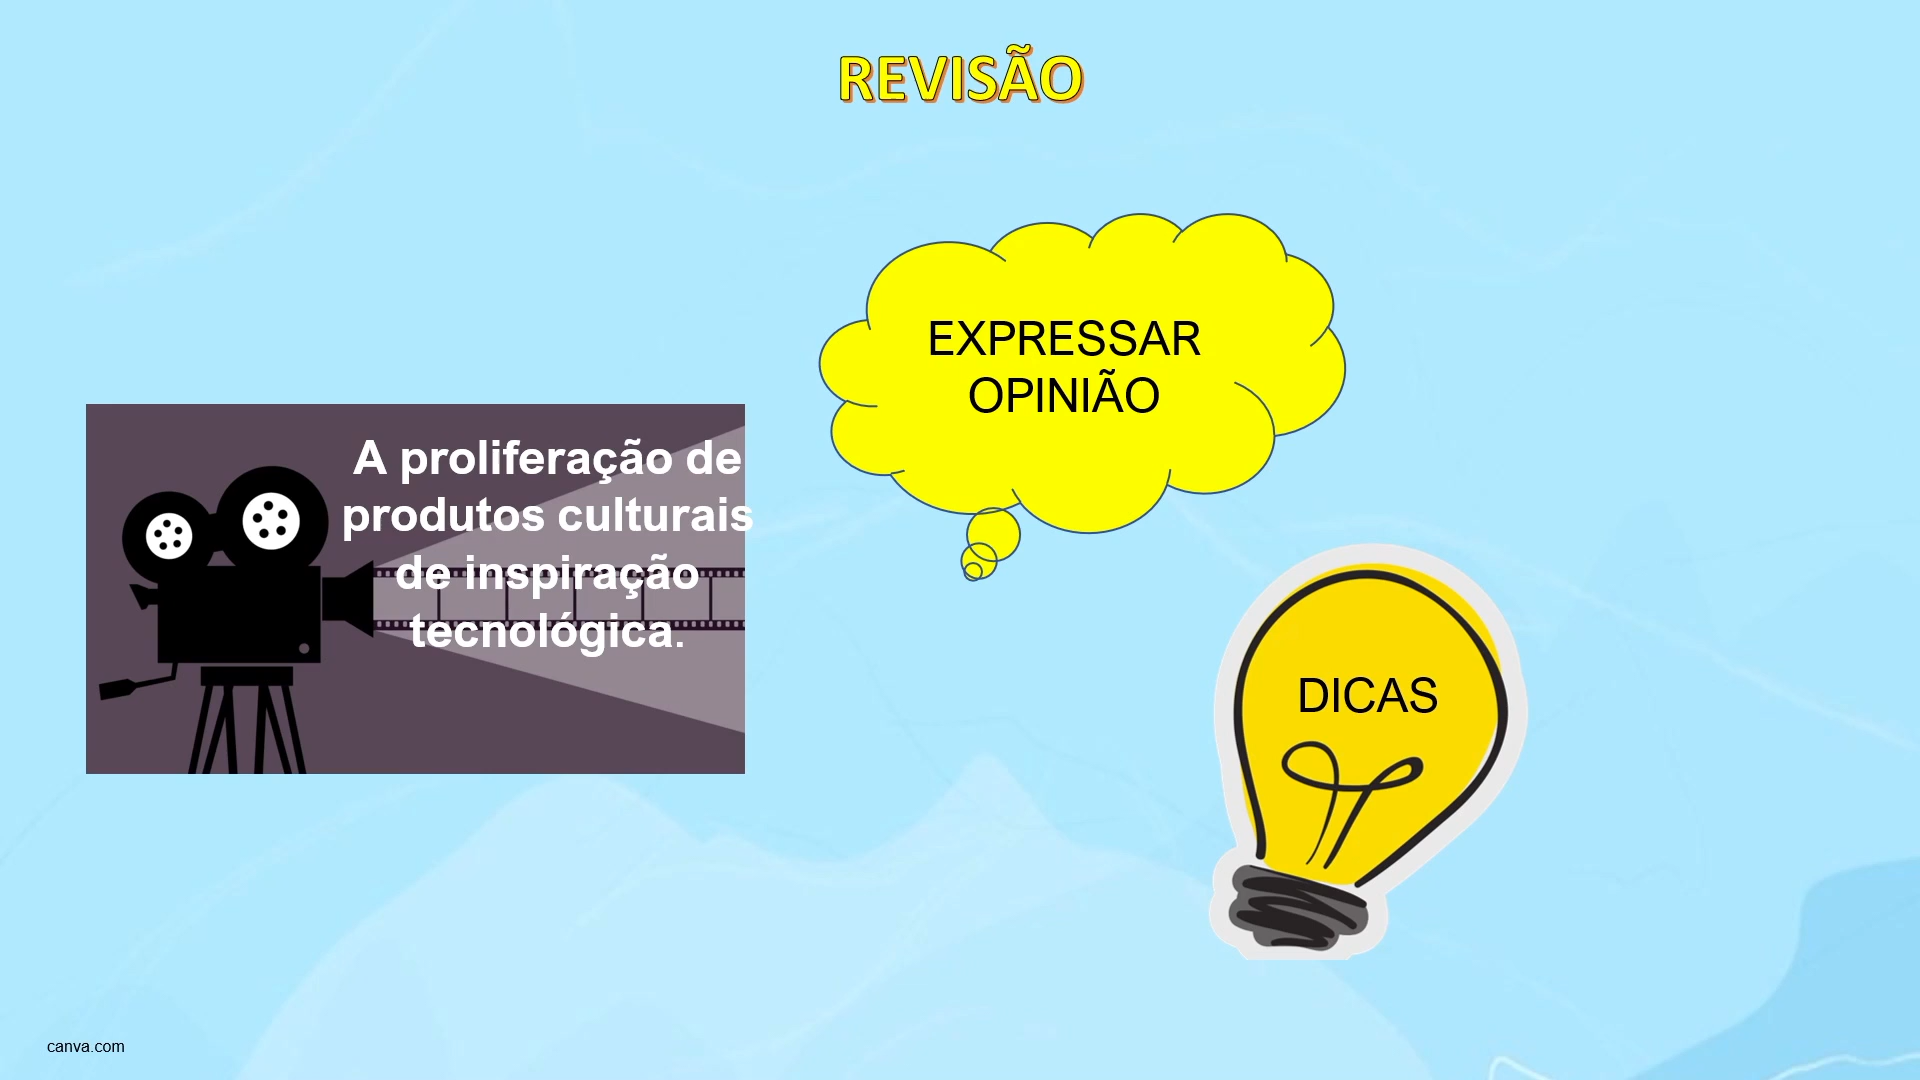 REVISÃO
EXPRESSAR
OPINIÃO
A proliferação de
produtos culturais
de inspiração
tecnológica.
DICAS
canva.com